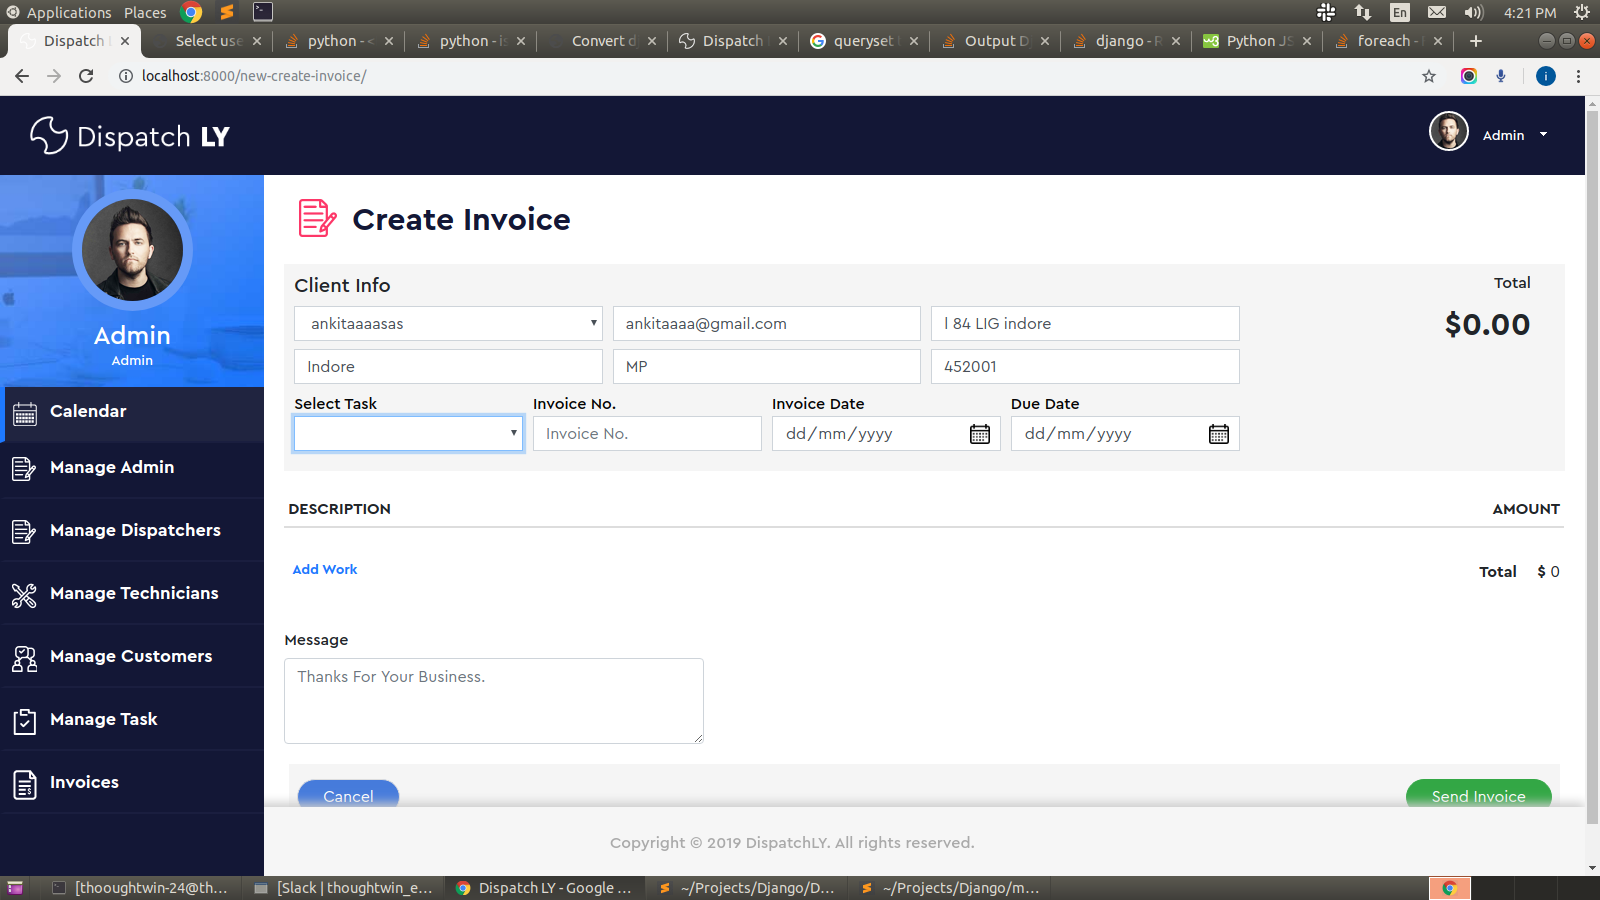 Applications Places
En 4:21 PM
Dispatch Select use python - < python - is Convert d Dispatch queryset Output D django - R Python JS foreach -
localhost:8000/new-create-invoice/
Dispatch LY
Admin
Admin
Admin
Calendar
Manage Admin
Manage Dispatchers
Manage Technicians
Manage Customers
Manage Task
Invoices
Create Invoice
Client Info
Total
$0.00
ankitaaaasas ankitaaaa@gmail.com l 84 LIG indore
Indore MP 452001
Select Task Invoice No. Invoice Date Due Date
Invoice No. dd/mm/yyyy dd/mm/yyyy
DESCRIPTION AMOUNT
Add Work Total $ 0
Message
Thanks For Your Business.
Cancel Send Invoice
Copyright © 2019 DispatchLY. All rights reserved.
[thooughtwin-24@th... [Slack | thoughtwin_e... Dispatch LY - Google ... ~/Projects/Django/D... ~/Projects/Django/m...